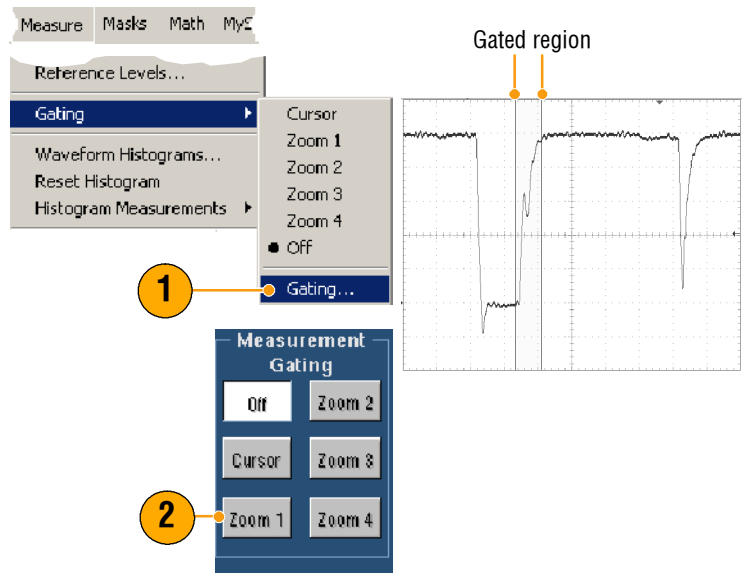 Measure Masks Math MyS
Reference Levels...
Gating
Waveform Histograms...
Reset Histogram
Histogram Measurements
Cursor
Zoom 1
Zoom 2
Zoom 3
Zoom 4
Off
Gating...
1
Gated region
Measurement
Gating
Off Zoom 2
Cursor Zoom 3
Zoom 1 Zoom 4
2